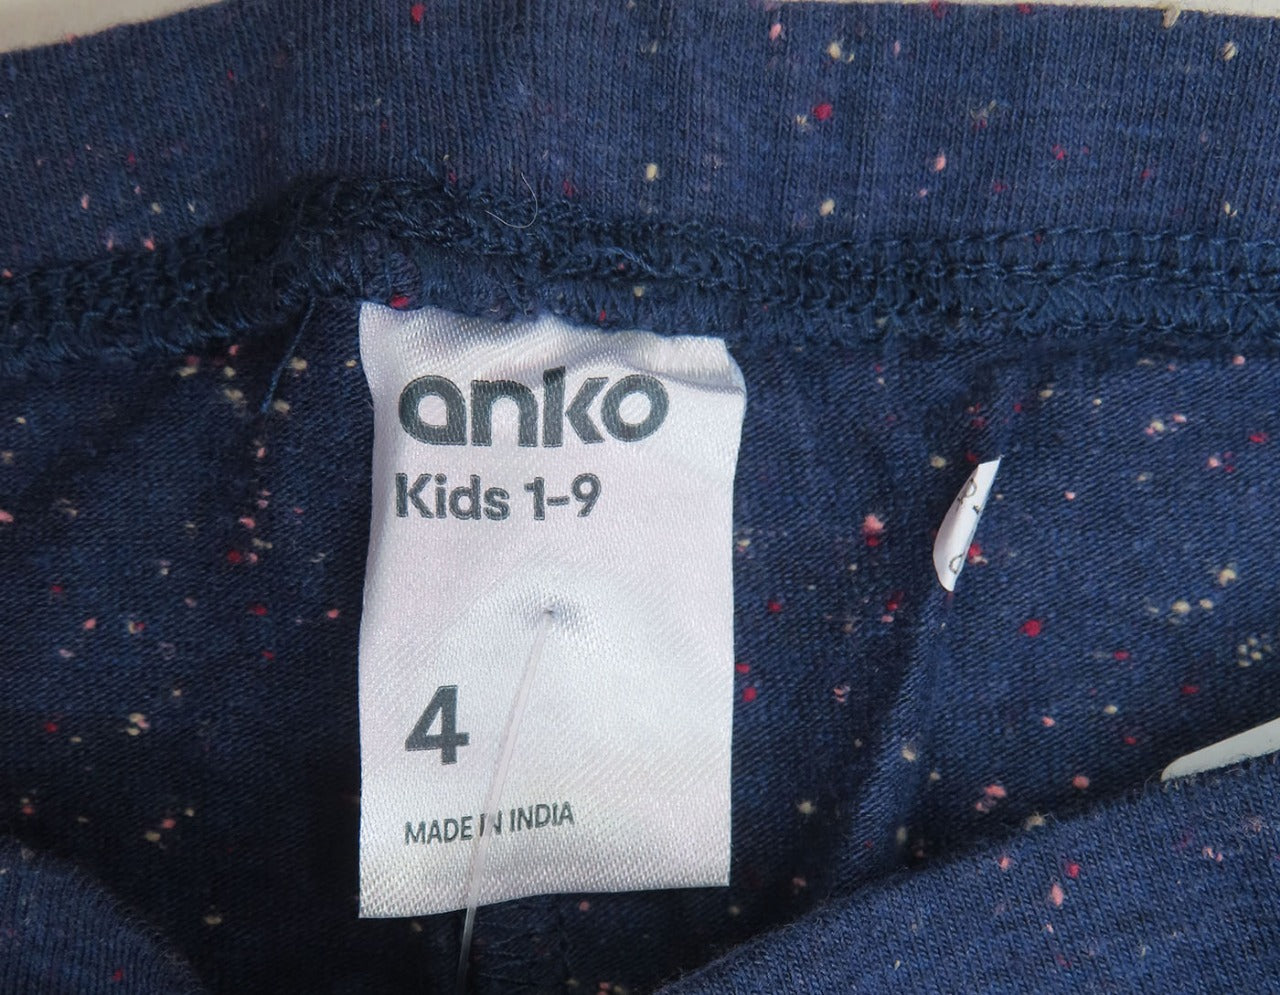 anko
Kids 1-9
4
MADE IN INDIA